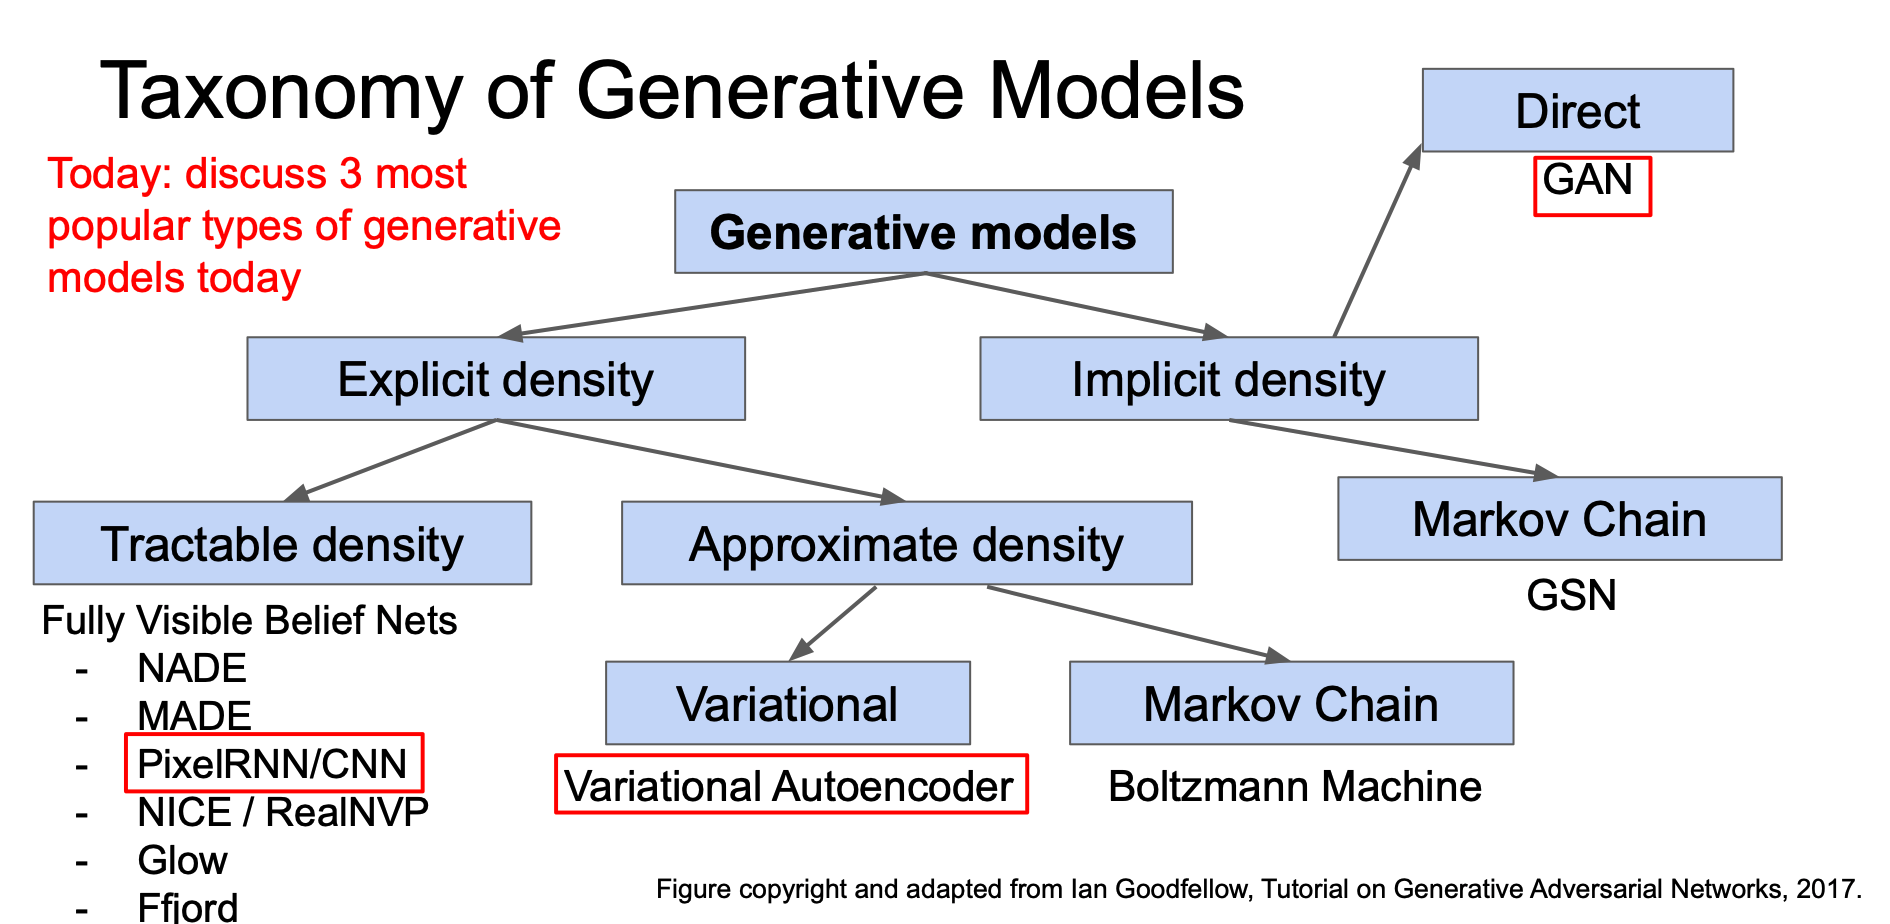 Taxonomy of Generative Models
Today: discuss 3 most
popular types of generative
models today
Direct
GAN
Generative models
Explicit density
Implicit density
Tractable density
Approximate density
Markov Chain
GSN
Fully Visible Belief Nets
- NADE
- MADE
- PixelRNN/CNN
- NICE / RealNVP
- Glow
- Ffjord
Variational
Markov Chain
Variational Autoencoder
Boltzmann Machine
Figure copyright and adapted from Ian Goodfellow, Tutorial on Generative Adversarial Networks, 2017.